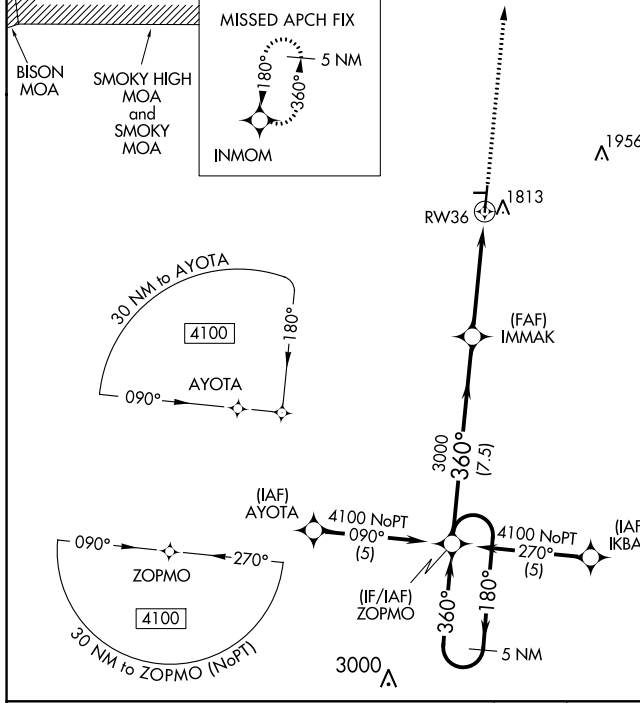 MISSED APCH FIX
5 NM
180°
360°
INMOM
BISON
MOA
SMOKY HIGH
MOA
and
SMOKY
MOA
1956
1813
RW36
30 NM to AYOTA
4100
180°
AYOTA
090°
(FAF)
IMMAK
3000
360°
(7.5)
(IAF)
AYOTA
4100 NoPT
090°
(5)
4100 NoPT
270°
(5)
(IAF
IKBA
(IF/IAF)
ZOPMO
360°
180°
5 NM
090°
270°
ZOPMO
4100
30 NM to ZOPMO (NoPT)
3000